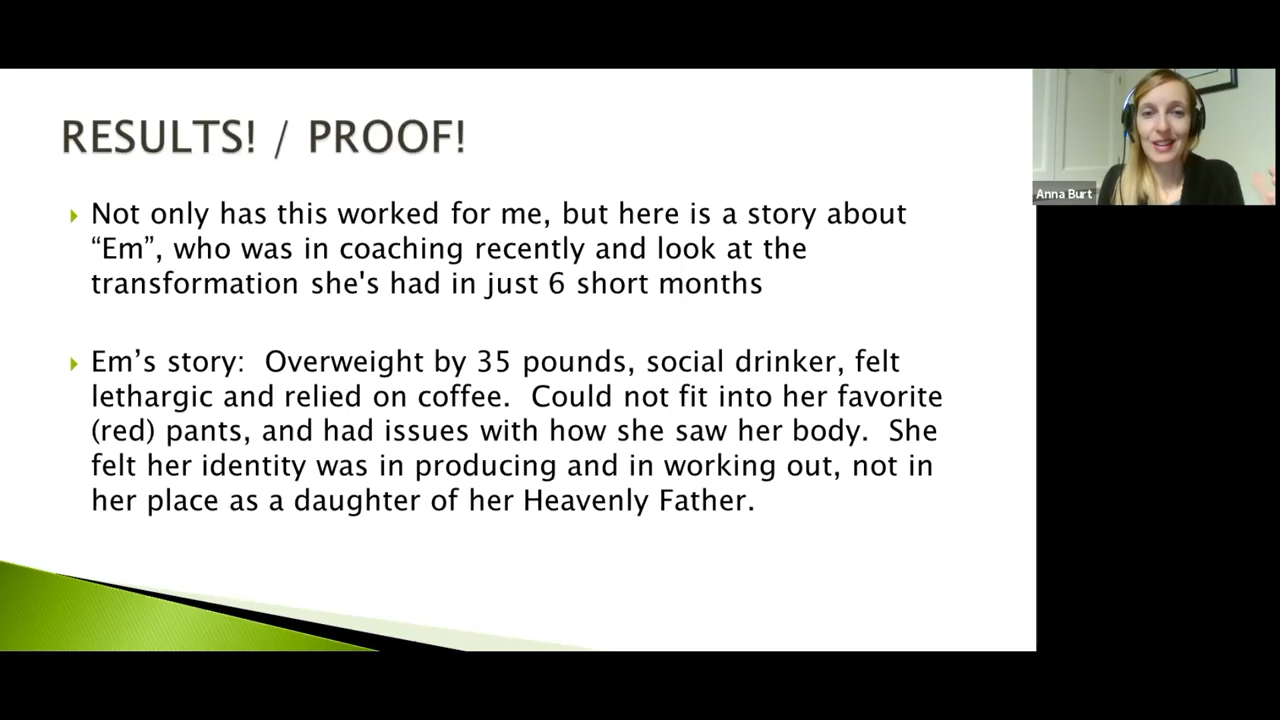 RESULTS! / PROOF!
Not only has this worked for me, but here is a story about
“Em”, who was in coaching recently and look at the
transformation she's had in just 6 short months
Em’s story:  Overweight by 35 pounds, social drinker, felt
lethargic and relied on coffee.  Could not fit into her favorite
(red) pants, and had issues with how she saw her body.  She
felt her identity was in producing and in working out, not in
her place as a daughter of her Heavenly Father.
Anna Burt